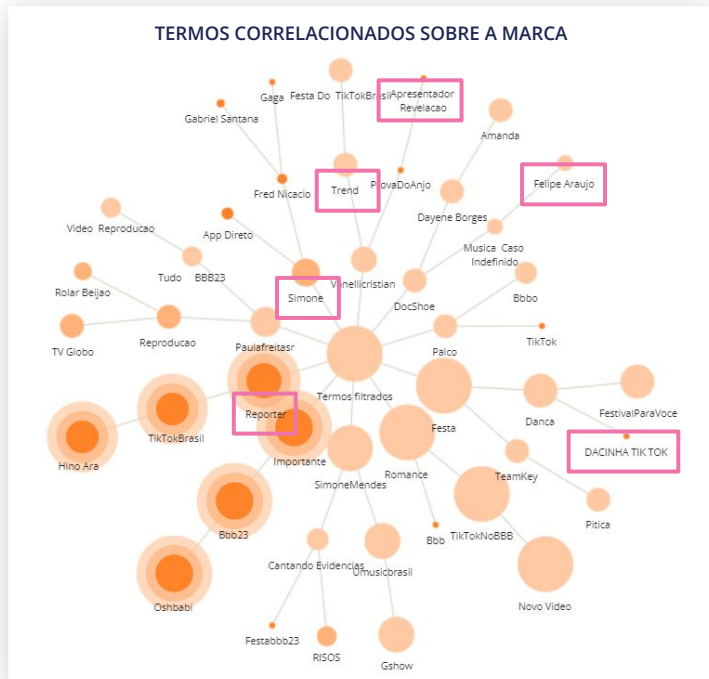 TERMOS CORRELACIONADOS SOBRE A MARCA
Gaga
Festa Do TikTokBrasil
Apresentador
Revelacao
Gabriel Santana
Amanda
Fred Nicacio
Trend
ProvaDoAnjo
Felipe Araujo
Video Reproducao
App Direto
Dayene Borges
Musica Caso
Indefinido
Tudo BBB23
Rolar Beijao
Simone
Vanellicristian
DocShoe
Bbbo
TV Globo
Reproducao
Paulafreitasr
Palco
TikTok
Termos filtrados
Reporter
Festa
Danca
FestivalParaVoce
Hino Ara
TikTokBrasil
Importante
SimoneMendes
Romance
TeamKey
DACINHA TIK TOK
Bbb23
Bbb
TikTokNoBBB
Pitica
Oshbabi
Cantando Evidencias
Umusicbrasil
Novo Video
Festabbb23
RISOS
Gshow